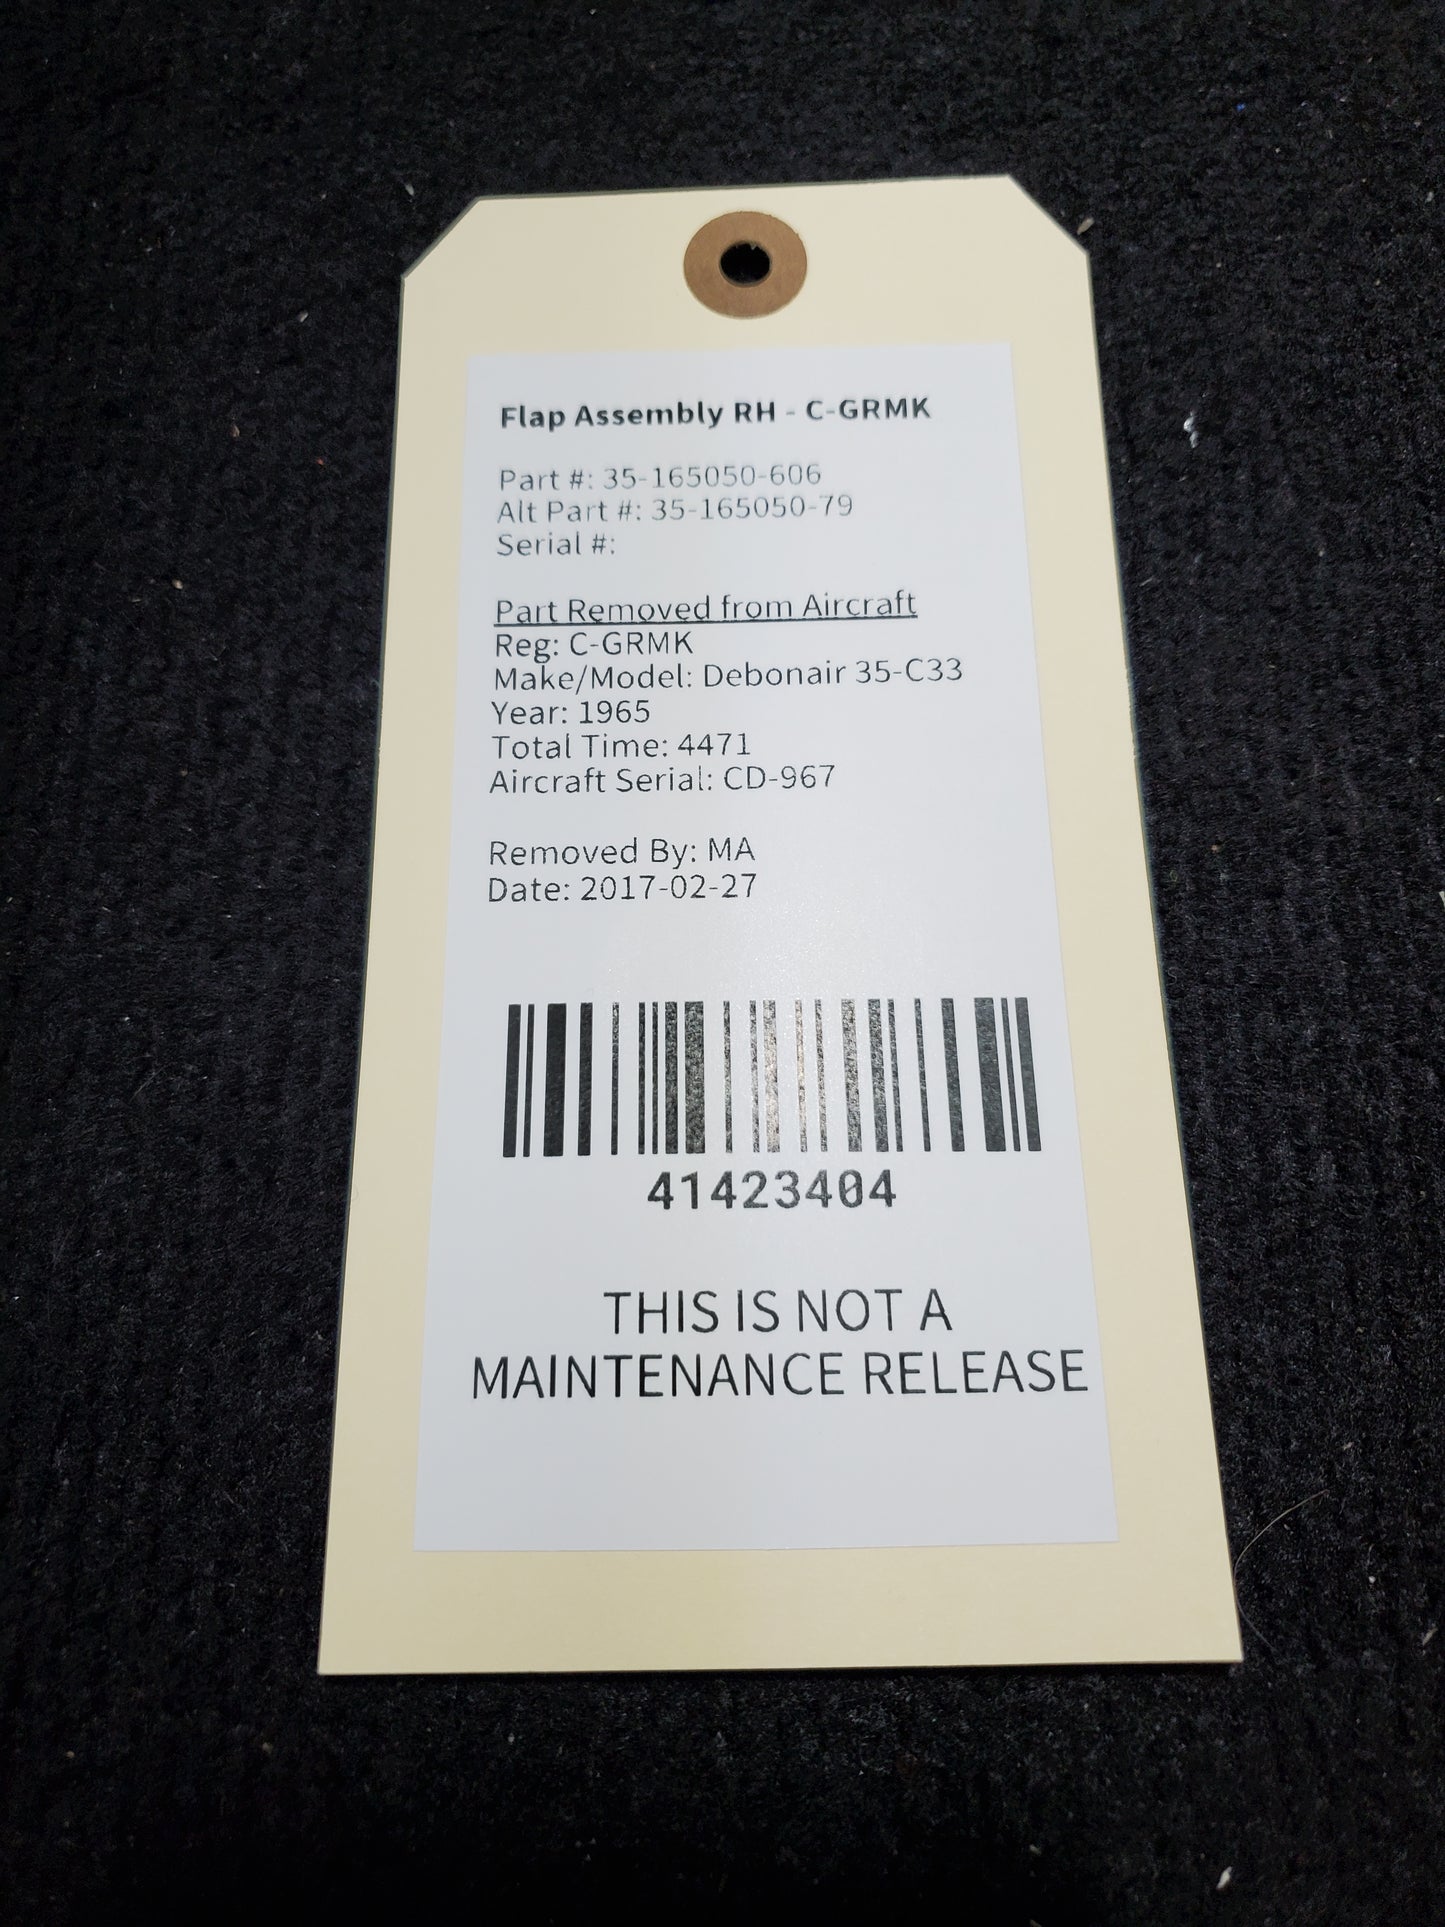 Flap Assembly RH - C-GRMK
Part #: 35-165050-606
Alt Part #: 35-165050-79
Serial #:
Part Removed from Aircraft
Reg: C-GRMK
Make/Model: Debonair 35-C33
Year: 1965
Total Time: 4471
Aircraft Serial: CD-967
Removed By: MA
Date: 2017-02-27
41423404
THIS IS NOT A
MAINTENANCE RELEASE